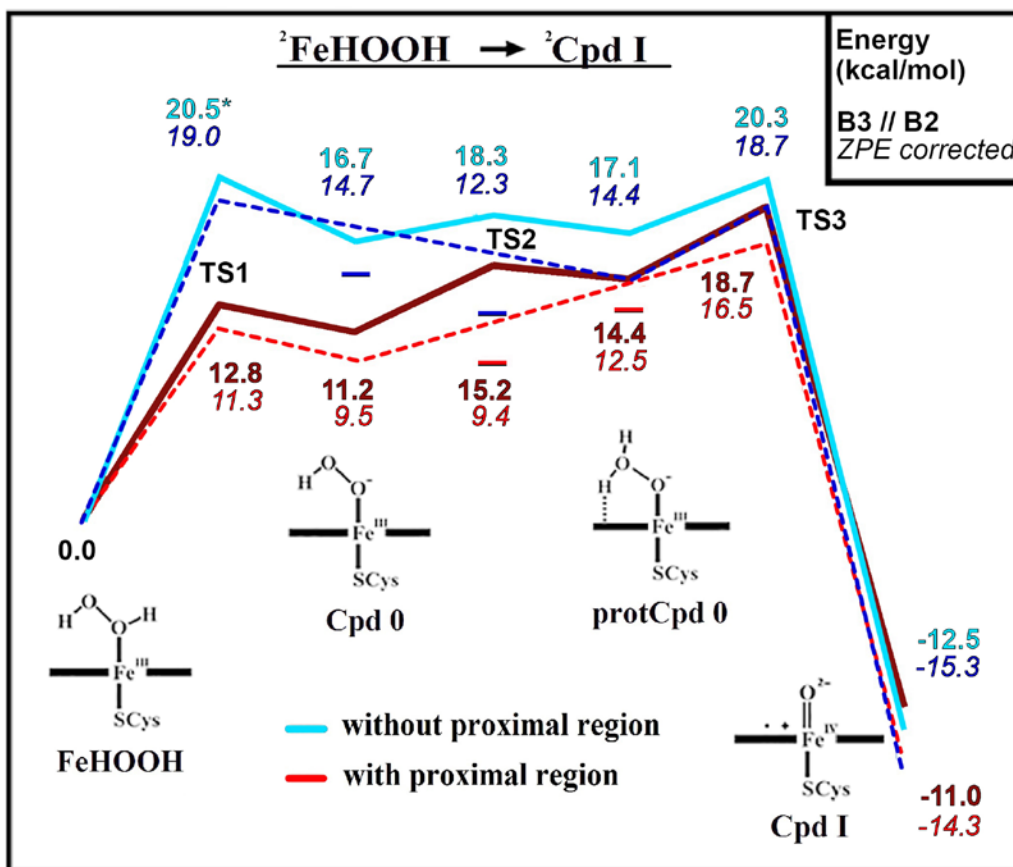 ²FeHOOH → ²Cpd I
Energy
(kcal/mol)
B3 // B2
ZPE corrected
20.5*
19.0
16.7
14.7
18.3
12.3
17.1
14.4
20.3
18.7
TS1
TS2
TS3
12.8
11.3
11.2
9.5
15.2
9.4
14.4
12.5
18.7
16.5
0.0
H O O⁻
Fe III
SCys
Cpd 0
H
H O O⁻
Fe III
SCys
protCpd 0
H O O H
Fe III
SCys
FeHOOH
without proximal region
with proximal region
-12.5
-15.3
O²⁻
· + Fe IV
SCys
Cpd I
-11.0
-14.3